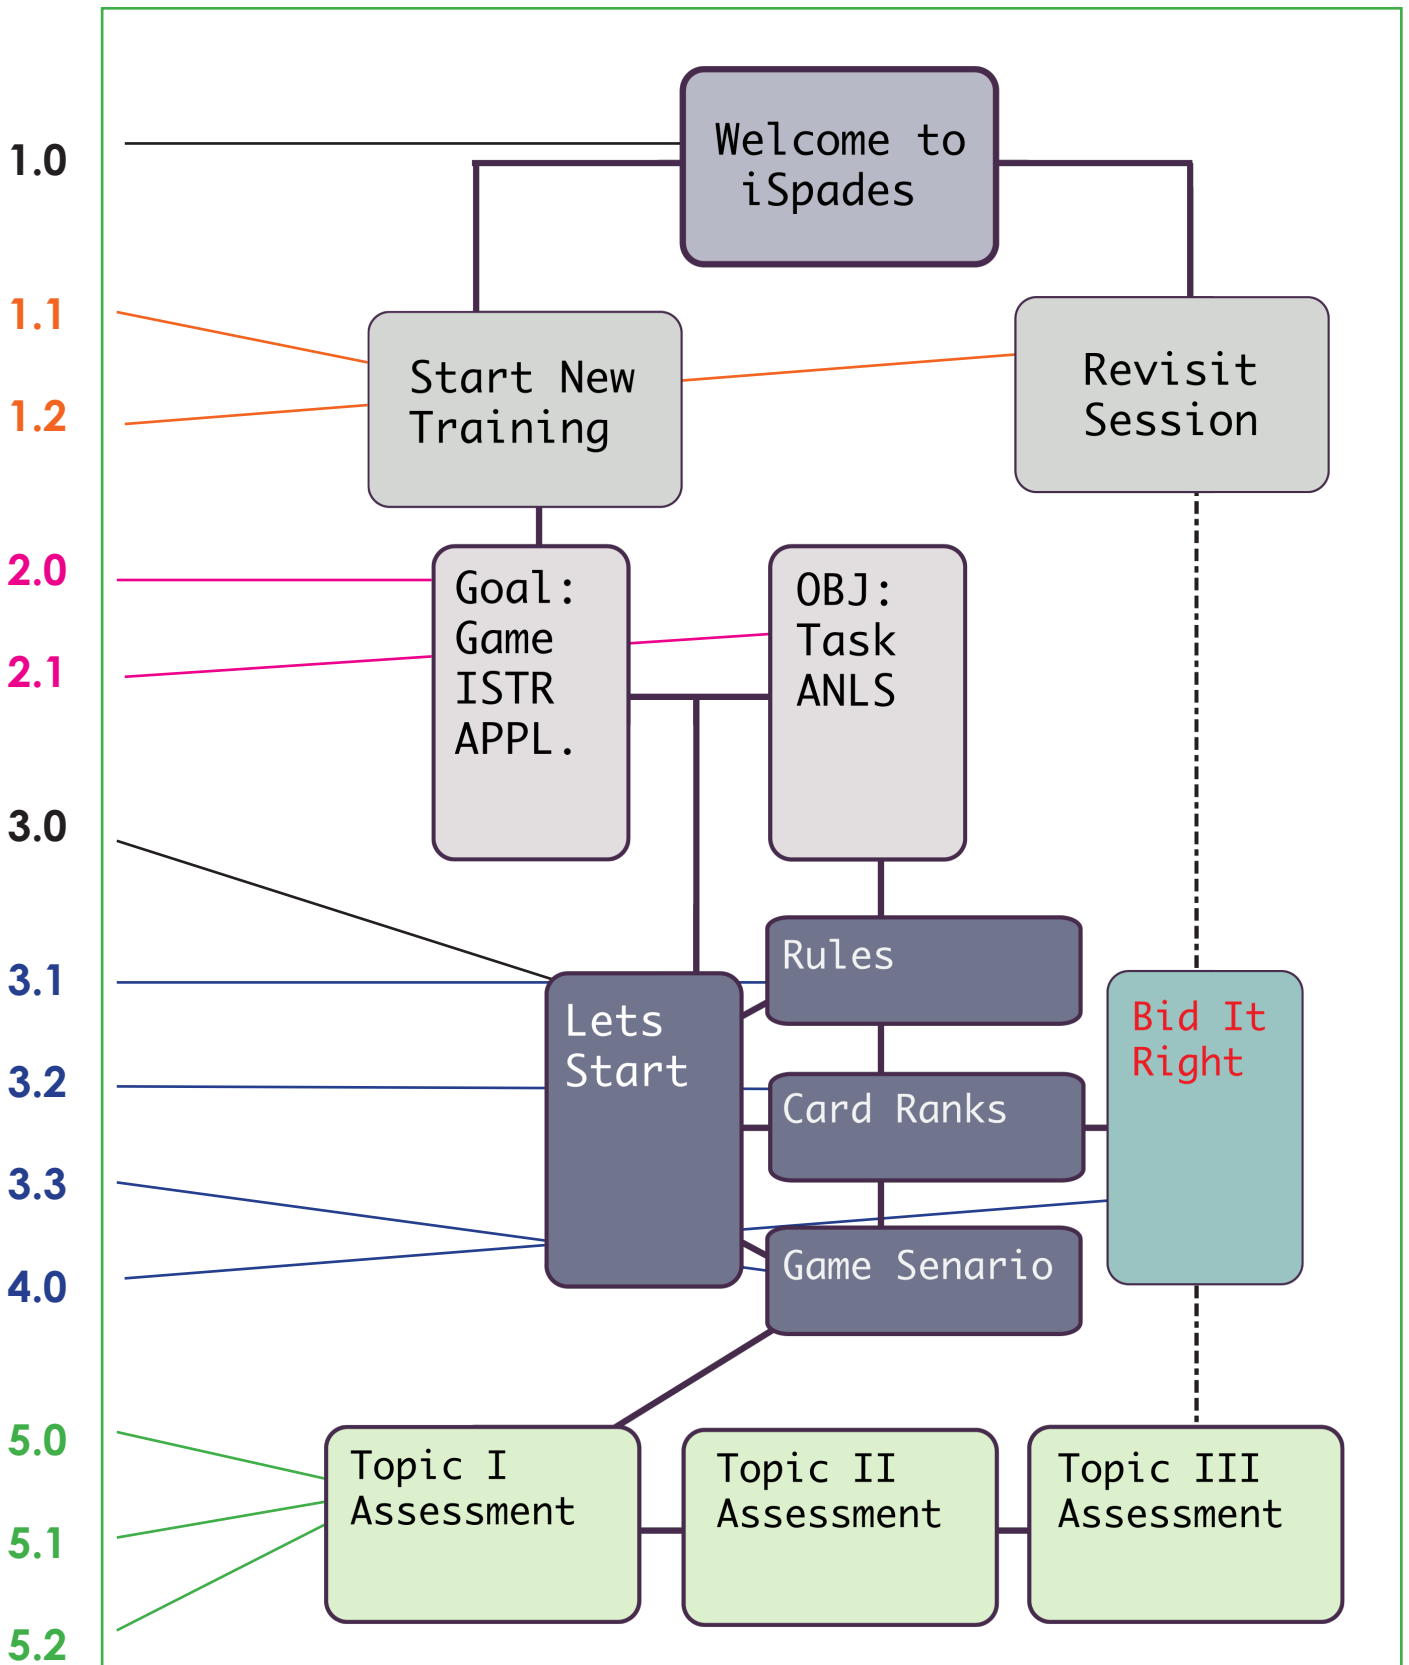 1.0
Welcome to
iSpades
1.1
1.2
Start New
Training
Revisit
Session
2.0
2.1
Goal:
Game
ISTR
APPL.
OBJ:
Task
ANLS
3.0
3.1
3.2
3.3
4.0
Lets
Start
Rules
Card Ranks
Game Senario
Bid It
Right
5.0
5.1
5.2
Topic I
Assessment
Topic II
Assessment
Topic III
Assessment